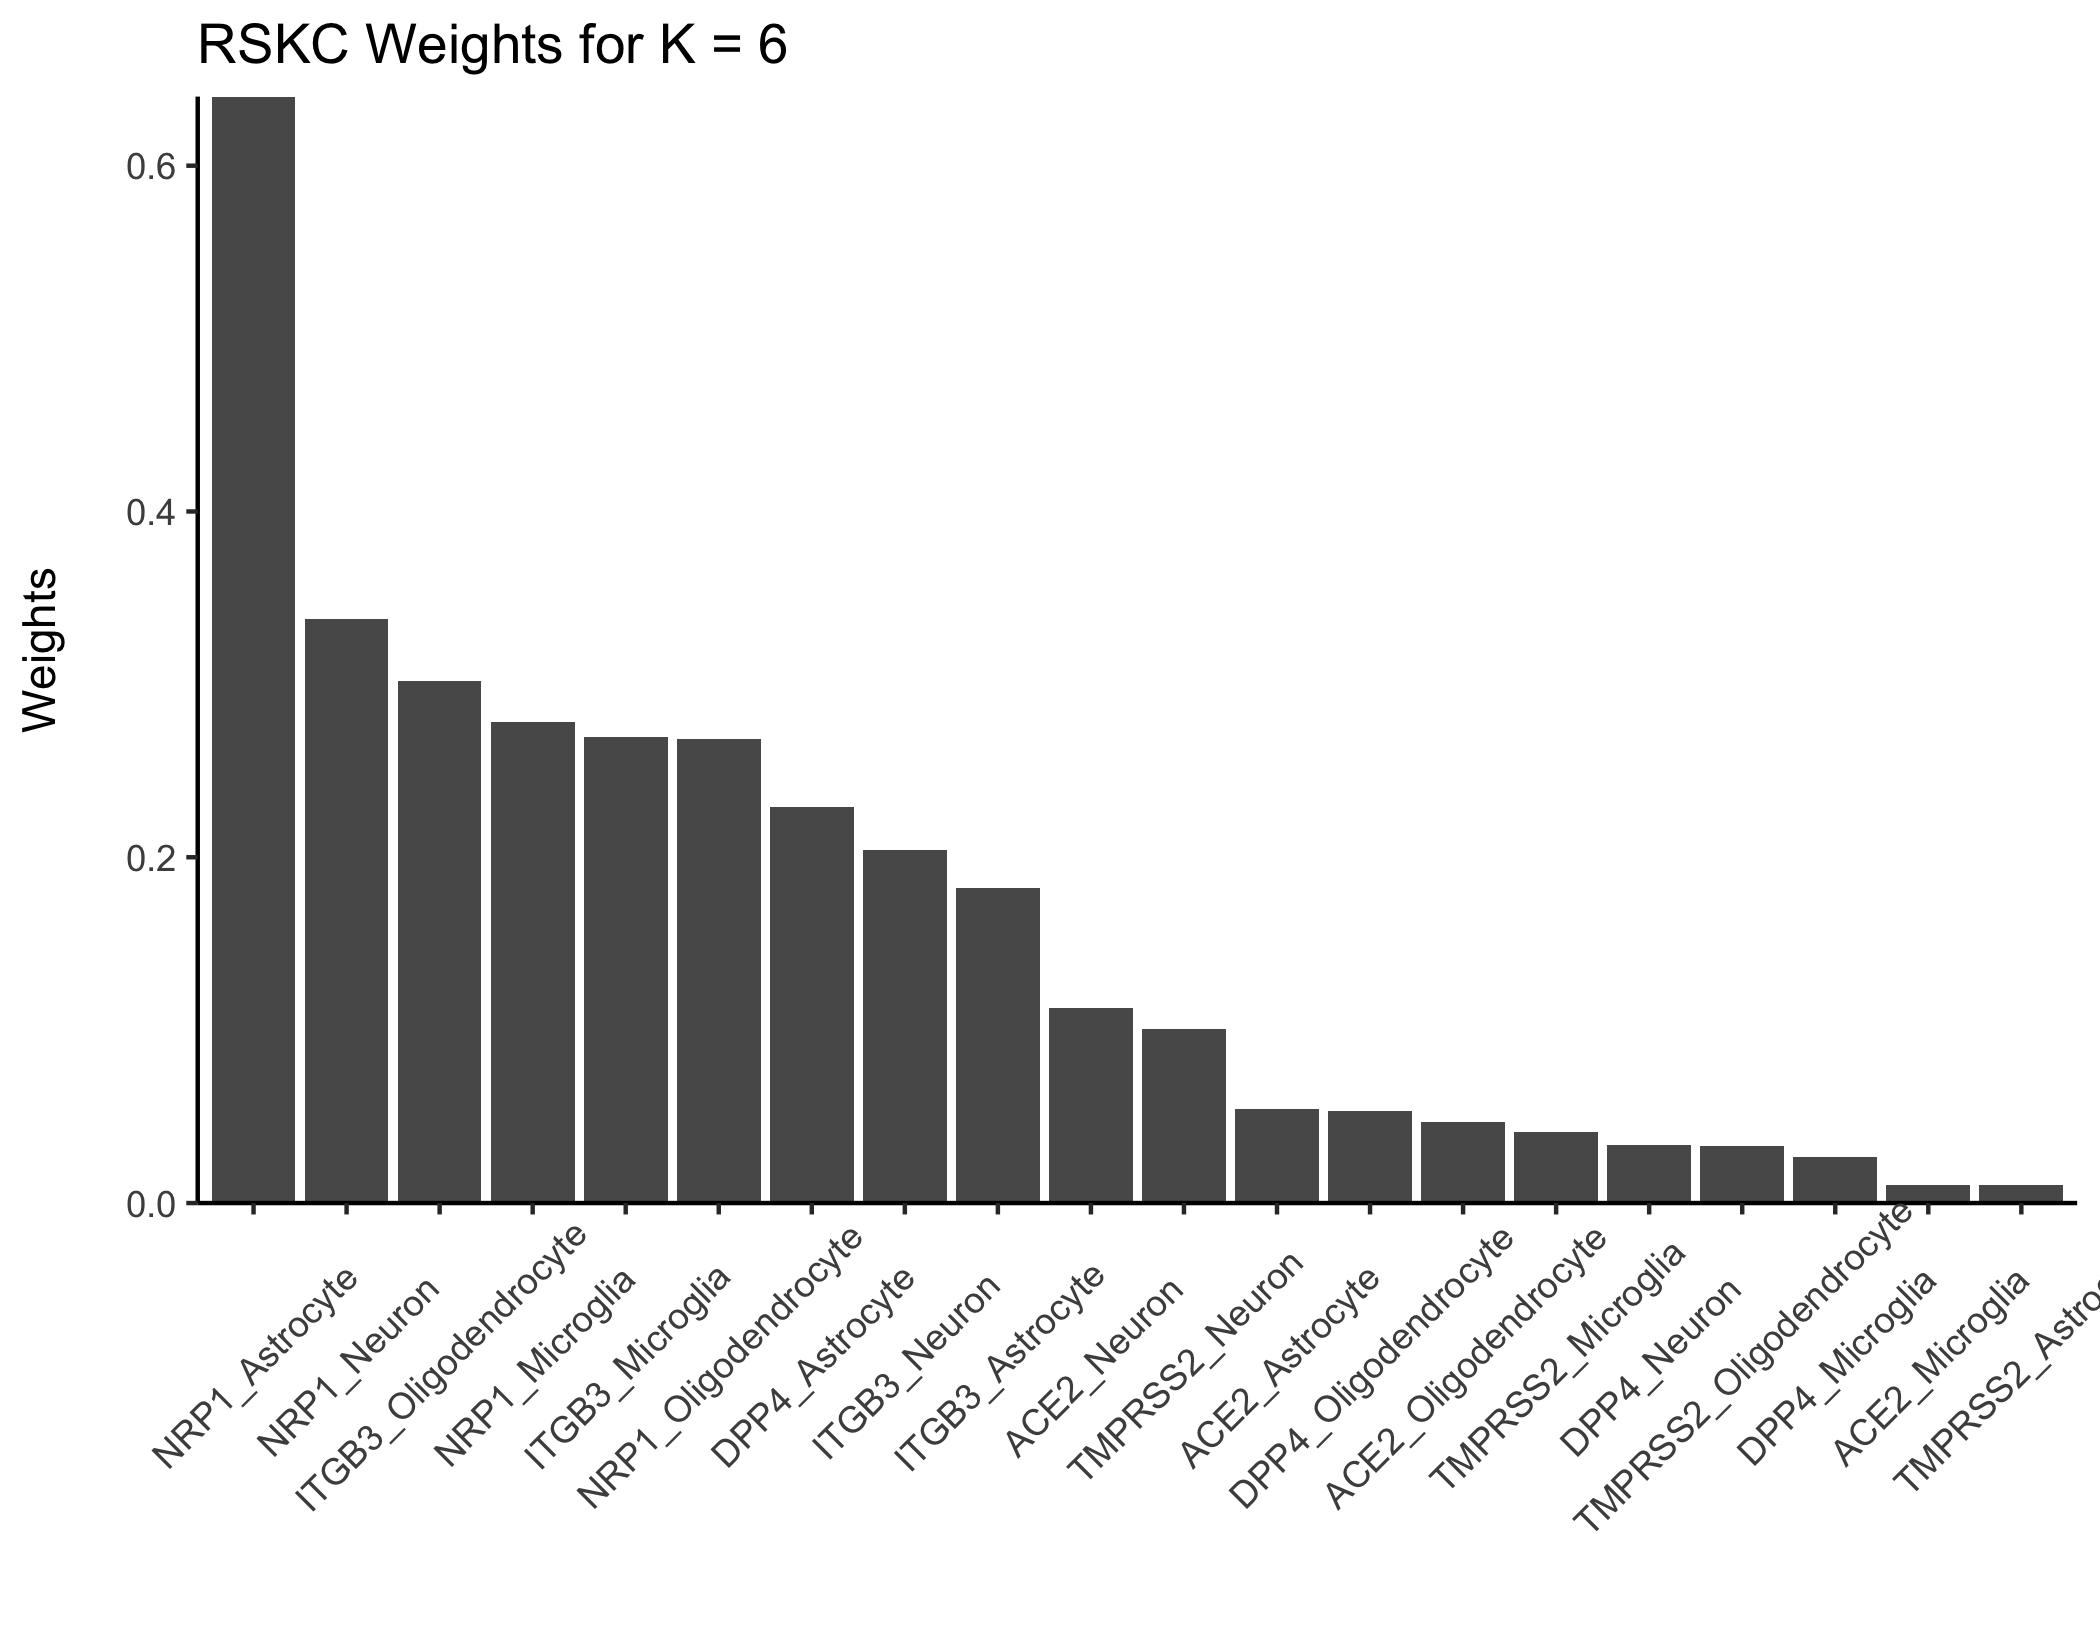 RSKC Weights for K = 6
Weights
0.6
0.4
0.2
0.0
NRP1_Astrocyte
NRP1_Neuron
ITGB3_Oligodendrocyte
NRP1_Microglia
ITGB3_Microglia
NRP1_Oligodendrocyte
DPP4_Astrocyte
ITGB3_Neuron
ITGB3_Astrocyte
ACE2_Neuron
TMPRSS2_Neuron
ACE2_Astrocyte
DPP4_Oligodendrocyte
ACE2_Oligodendrocyte
TMPRSS2_Microglia
DPP4_Neuron
TMPRSS2_Oligodendrocyte
DPP4_Microglia
ACE2_Microglia
TMPRSS2_Astro